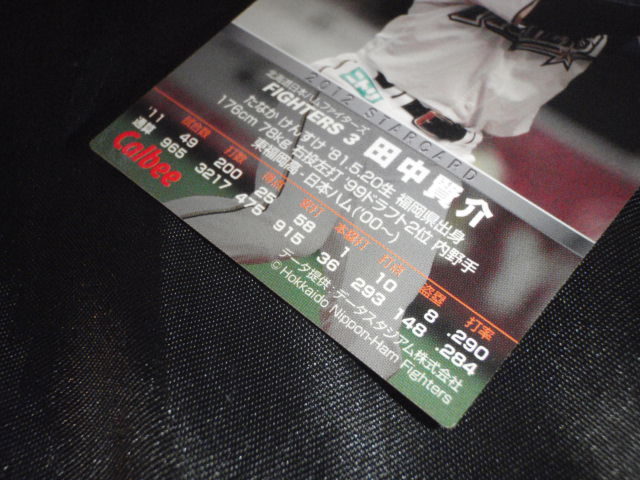 2012 STARCARD
北海道日本ハムファイターズ
FIGHTERS 3 田中賢介
たなか けんすけ '81.5.20生 福岡県出身
176cm 78kg 右投左打 '99ドラフト2位 内野手
東福岡高-日本ハム('00〜)
試合数 打数 得点 安打 本塁打 打点 盗塁 打率
'11 49 200 25 58 1 10 8 .290
通算 965 3217 475 915 36 293 148 .284
Calbee
データ提供 データスタジアム株式会社
© Hokkaido Nippon-Ham Fighters